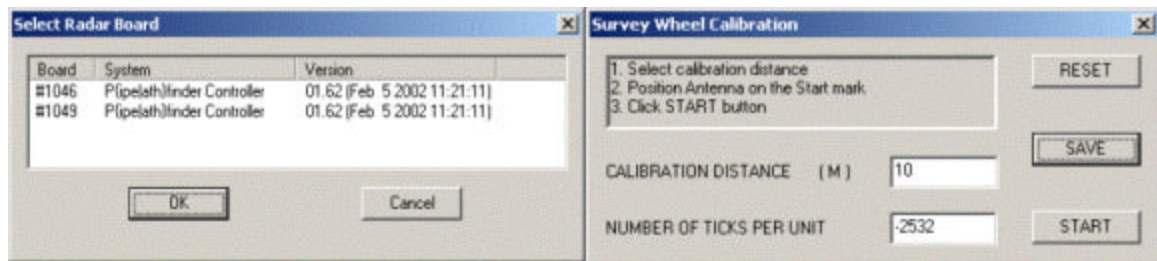 Select Radar Board
Board System Version
#1046 P(ipe|ath)finder Controller 01.62 (Feb 5 2002 11:21:11)
#1049 P(ipe|ath)finder Controller 01.62 (Feb 5 2002 11:21:11)
OK Cancel
Survey Wheel Calibration
1. Select calibration distance
2. Position Antenna on the Start mark
3. Click START button
RESET
SAVE
CALIBRATION DISTANCE ( M ) 10
NUMBER OF TICKS PER UNIT -2532
START